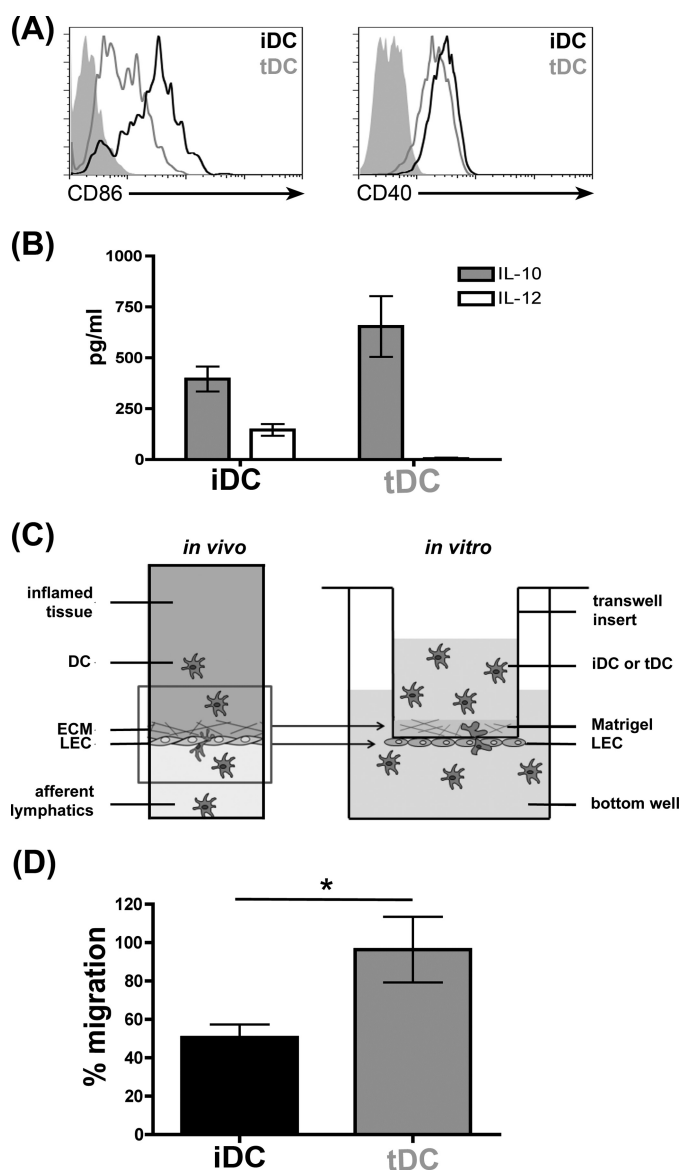 (A)
iDC
tDC
CD86
iDC
tDC
CD40
(B)
1000
750
500
250
0
pg/ml
IL-10
IL-12
iDC
tDC
(C)
in vivo
in vitro
inflamed
tissue
DC
ECM
LEC
afferent
lymphatics
transwell
insert
iDC or tDC
Matrigel
LEC
bottom well
(D)
*
120
100
80
60
40
20
0
% migration
iDC
tDC